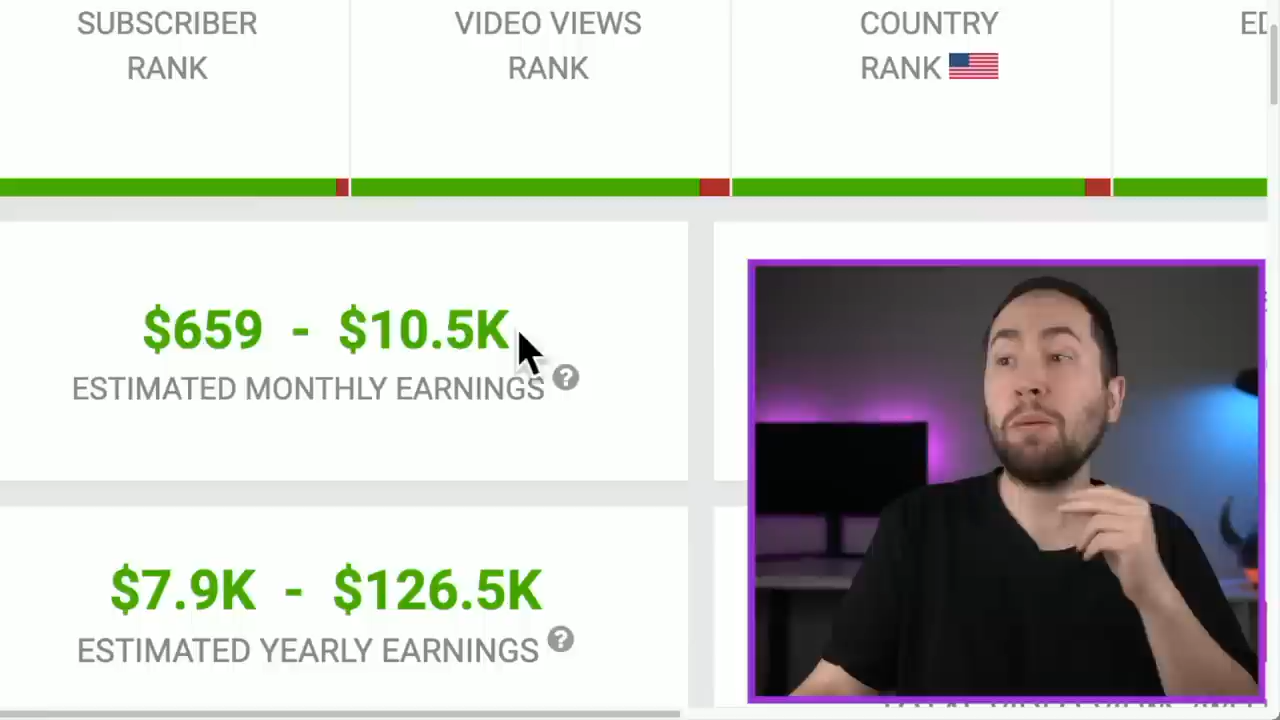 SUBSCRIBER
RANK
VIDEO VIEWS
RANK
COUNTRY
RANK
$659 - $10.5K
ESTIMATED MONTHLY EARNINGS ?
$7.9K - $126.5K
ESTIMATED YEARLY EARNINGS ?